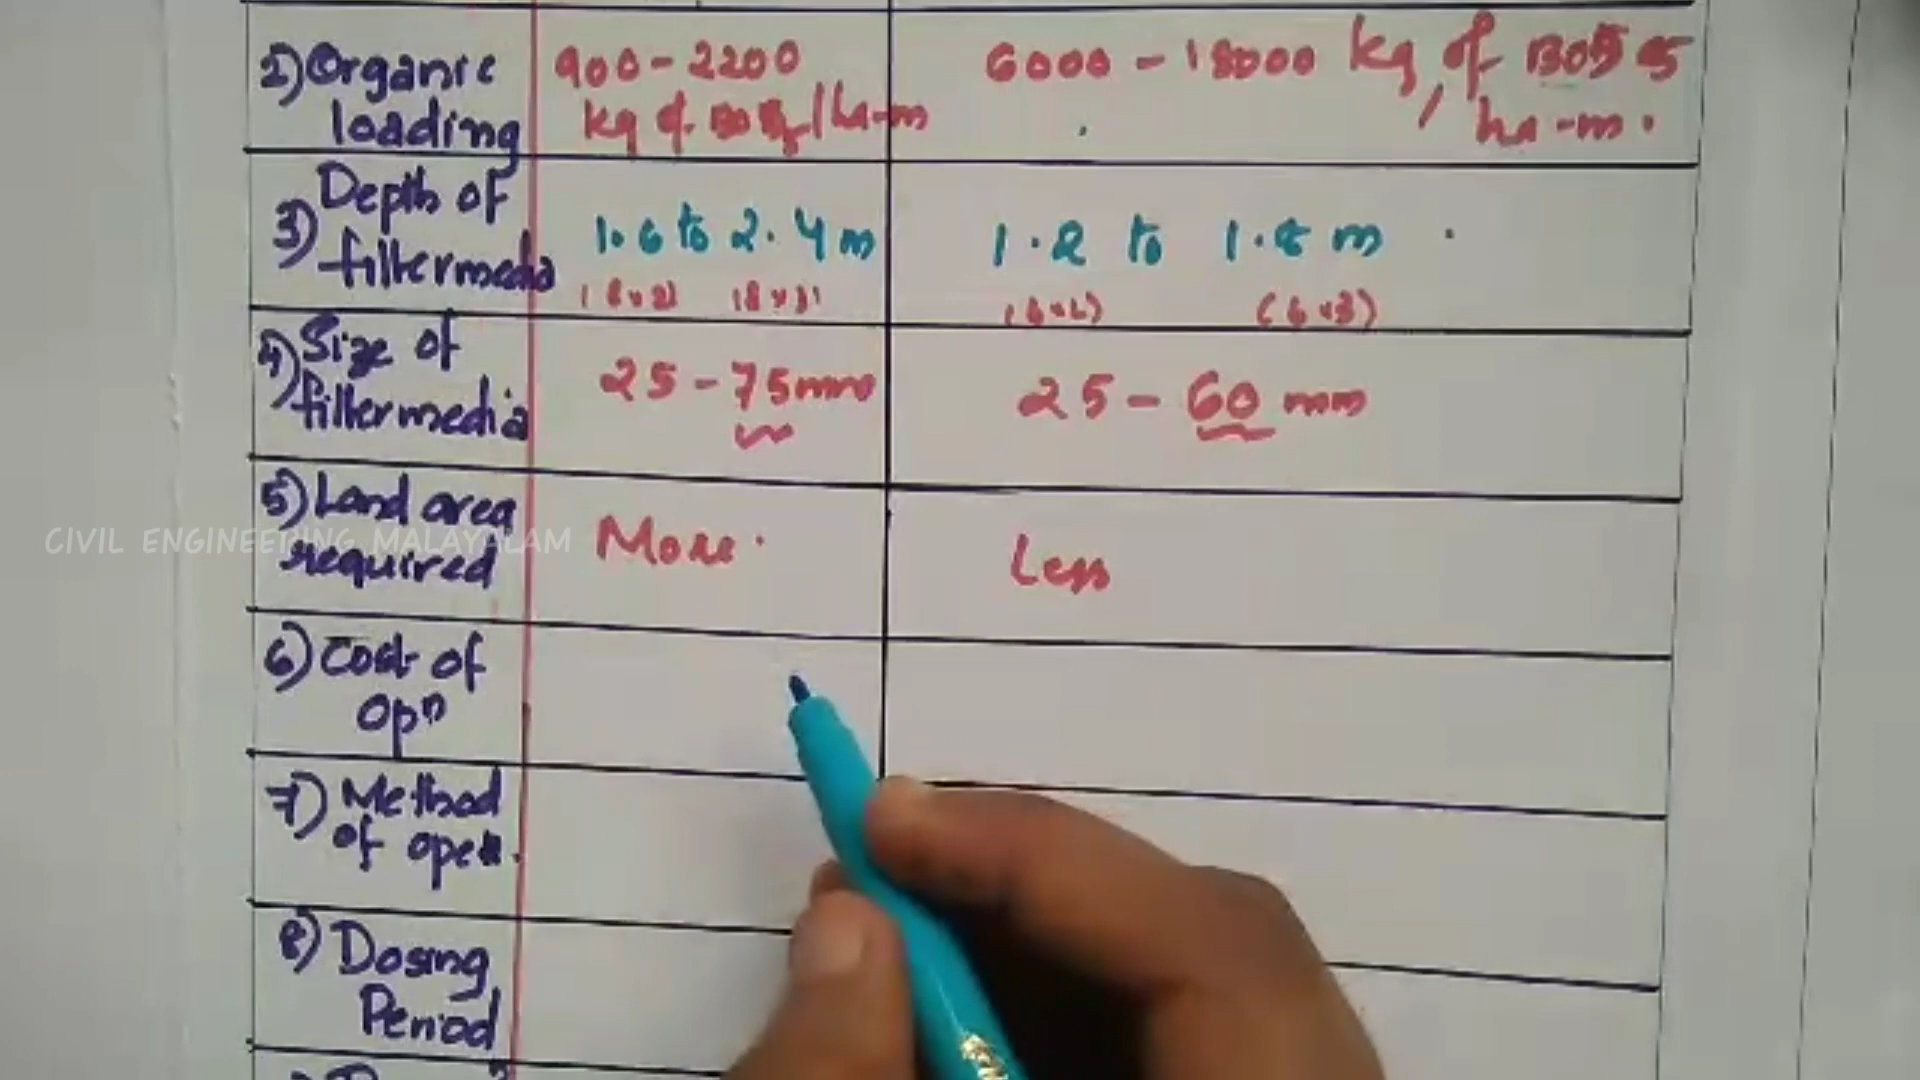 2) Organic loading
900 - 2200
kg of BOD5/ha-m
6000 - 18000 kg of BOD5
/ ha-m.
3) Depth of
filtermedia
1.6 to 2.4 m
1.2 to 1.8 m
(6x2) (6x3)
4) Size of
filtermedia
25 - 75 mm
25 - 60 mm
5) Land area
required
More
Less
CIVIL ENGINEERING MALAYALAM
6) Cost of
opn
7) Method
of open.
8) Dosing
Period